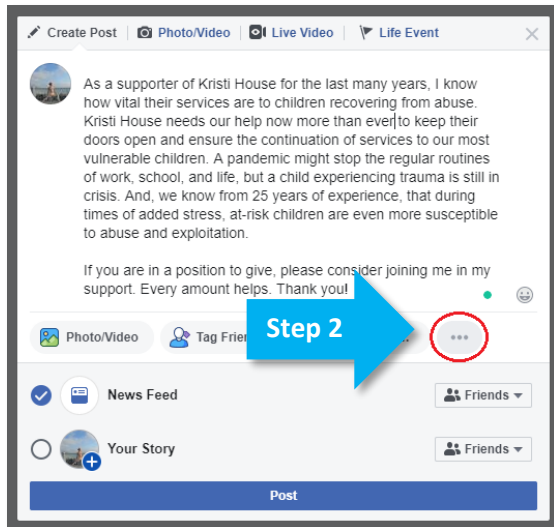 Create Post Photo/Video Live Video Life Event
As a supporter of Kristi House for the last many years, I know
how vital their services are to children recovering from abuse.
Kristi House needs our help now more than ever to keep their
doors open and ensure the continuation of services to our most
vulnerable children. A pandemic might stop the regular routines
of work, school, and life, but a child experiencing trauma is still in
crisis. And, we know from 25 years of experience, that during
times of added stress, at-risk children are even more susceptible
to abuse and exploitation.
If you are in a position to give, please consider joining me in my
support. Every amount helps. Thank you!
Photo/Video Tag Step 2
News Feed Friends
Your Story Friends
Post